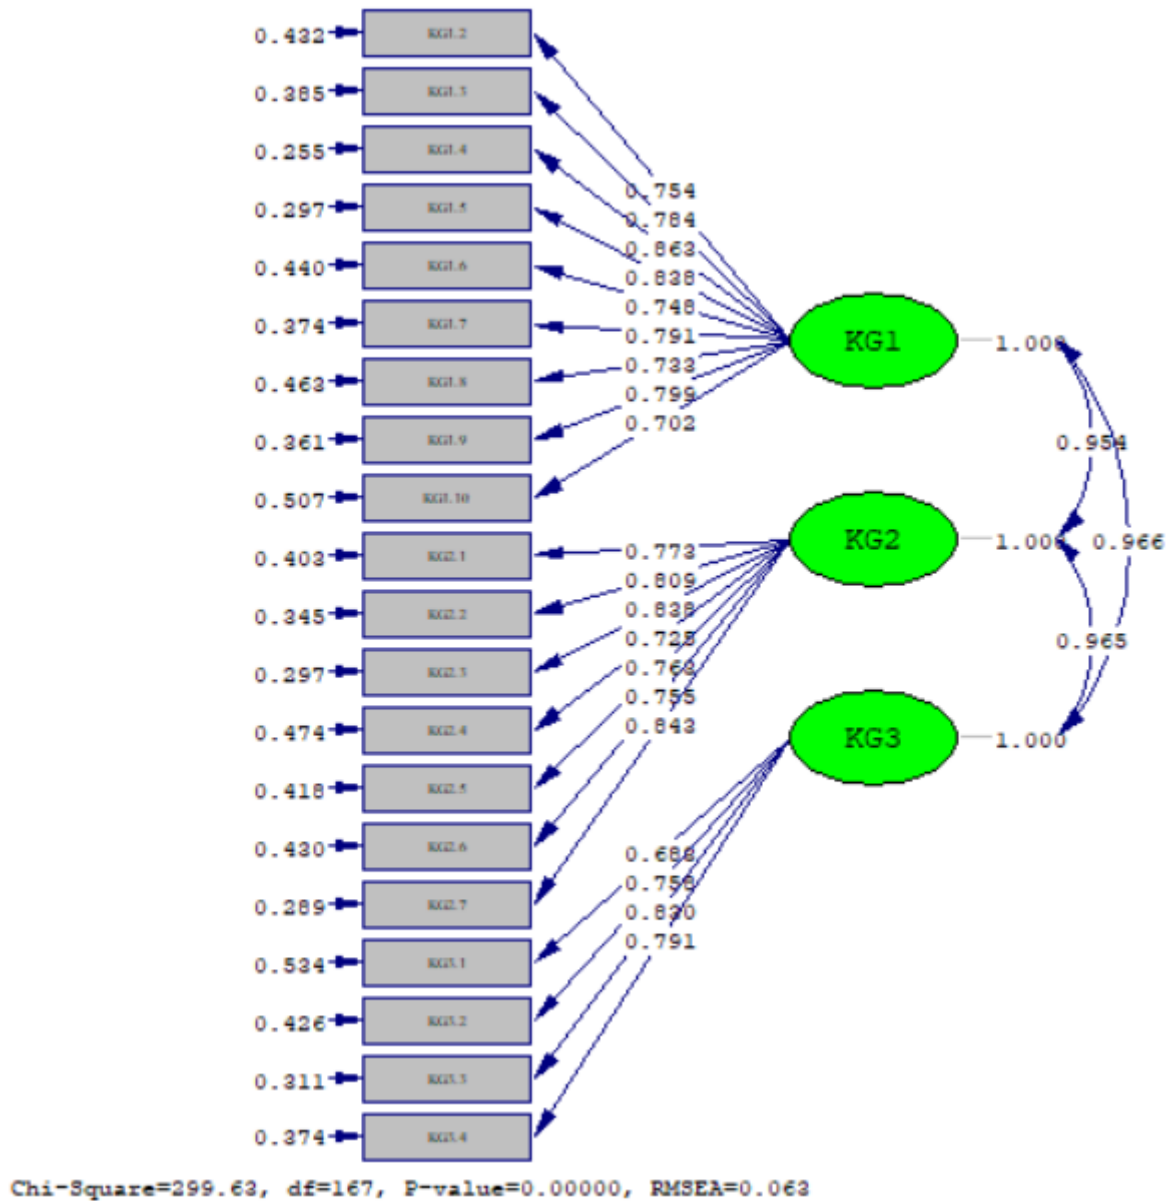 0.432 KG1.2
0.385 KG1.3
0.255 KG1.4
0.297 KG1.5
0.440 KG1.6
0.374 KG1.7
0.463 KG1.8
0.361 KG1.9
0.507 KG1.10
0.403 KG2.1
0.345 KG2.2
0.297 KG2.3
0.474 KG2.4
0.418 KG2.5
0.430 KG2.6
0.289 KG2.7
0.534 KG3.1
0.426 KG3.2
0.311 KG3.3
0.374 KG3.4
0.754
0.784
0.863
0.838
0.748
0.791
0.733
0.799
0.702
0.773
0.809
0.838
0.725
0.763
0.755
0.843
0.683
0.758
0.830
0.791
KG1 1.000
KG2 1.000
KG3 1.000
0.954
0.966
0.965
Chi-Square=299.63, df=167, P-value=0.00000, RMSEA=0.063